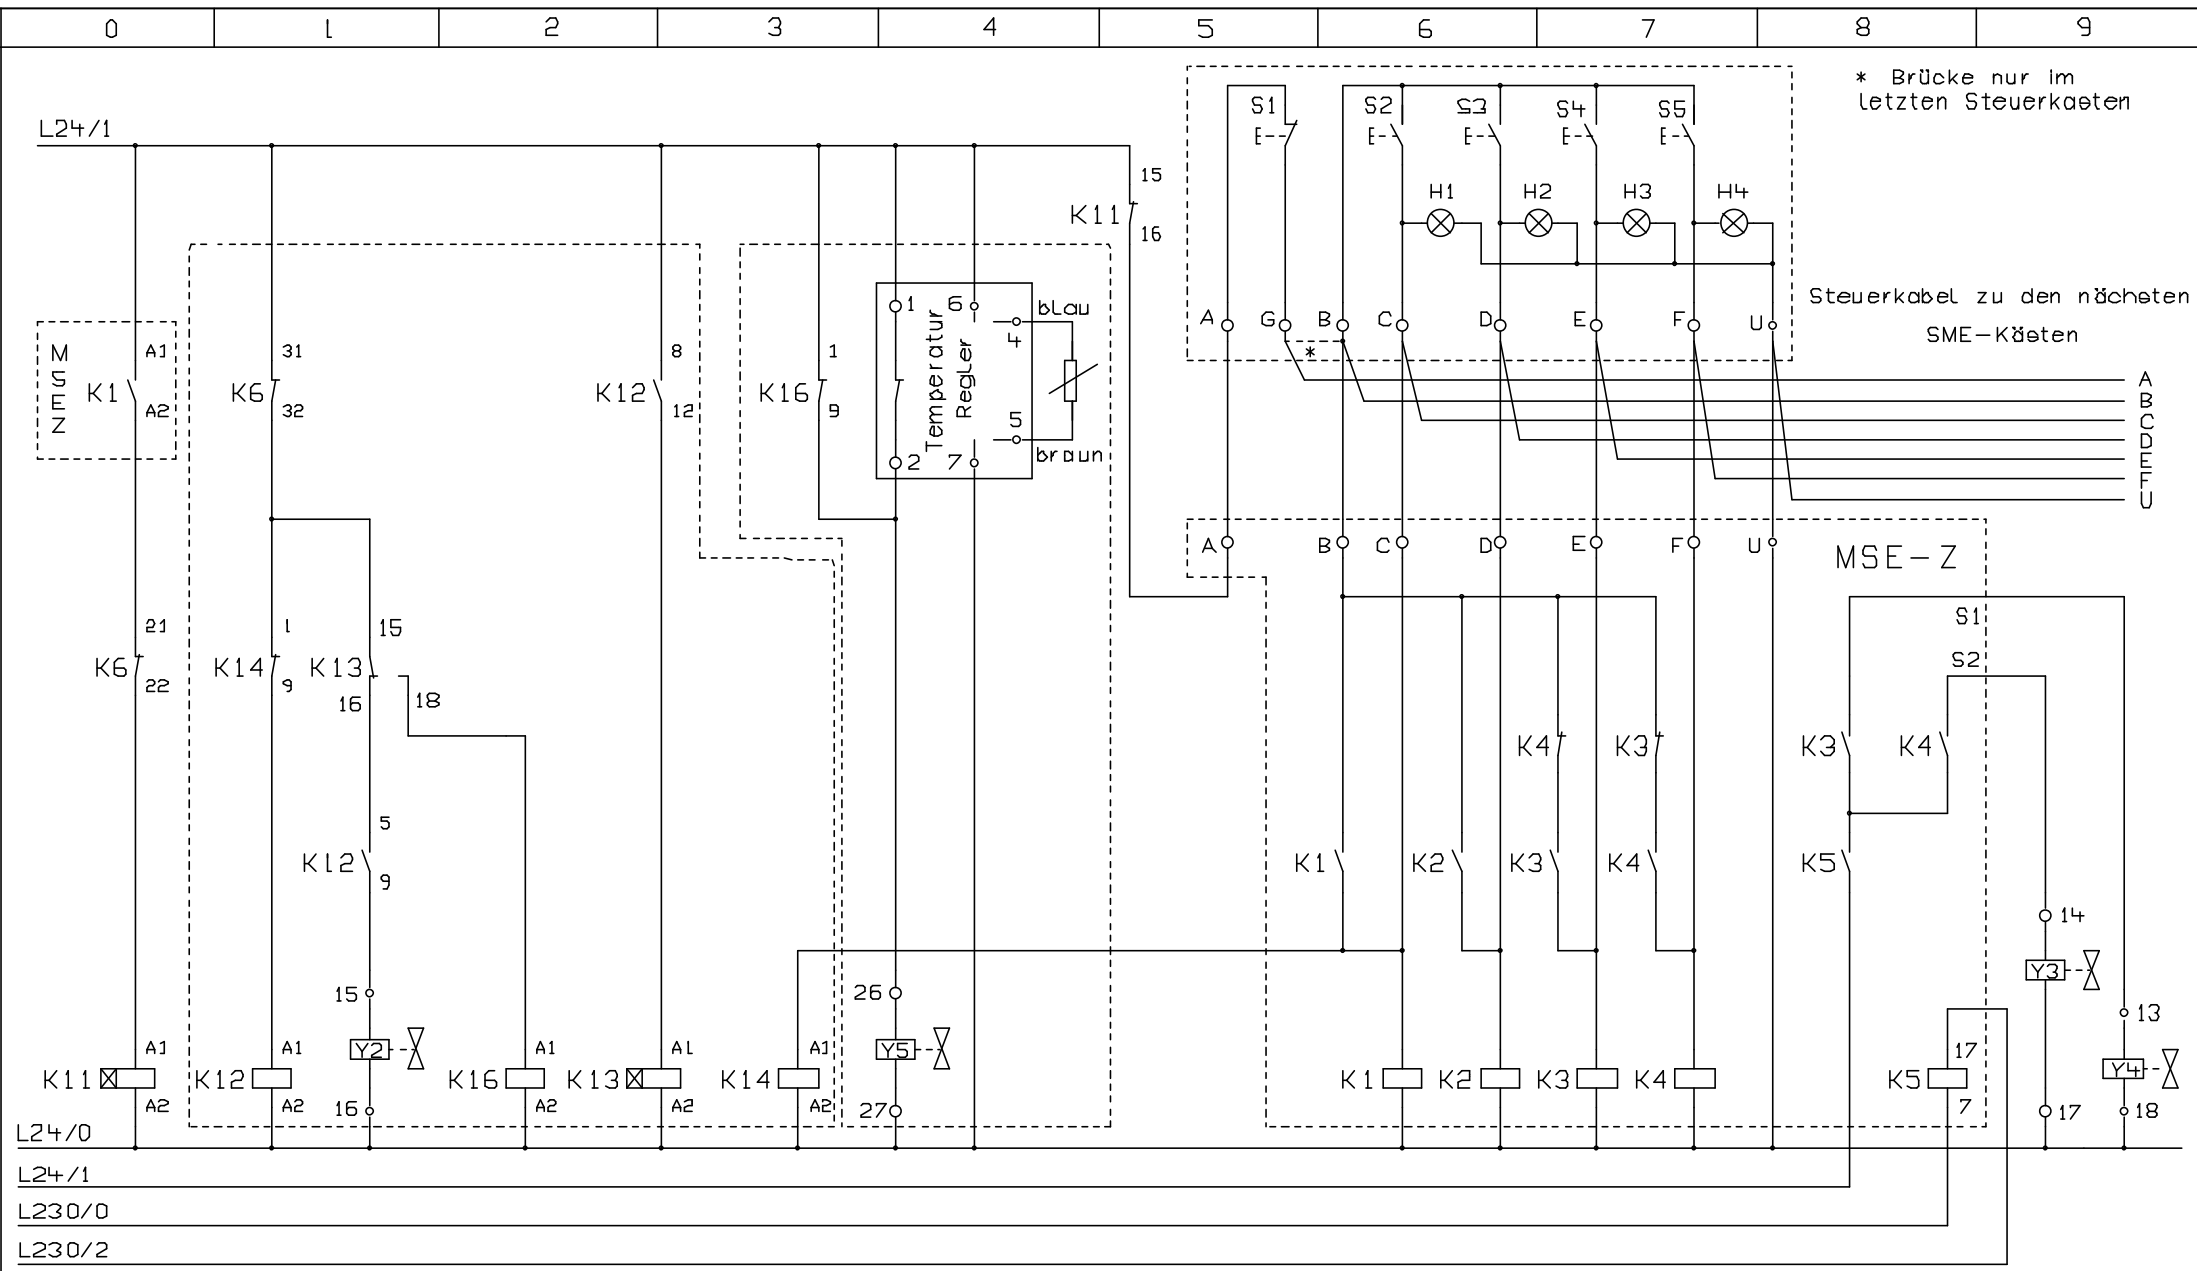 0 1 2 3 4 5 6 7 8 9
* Brücke nur im
letzten Steuerkasten
S1 S2 S3 S4 S5
L24/1
15
K11
16
H1 H2 H3 H4
Steuerkabel zu den nächsten
SME-Kästen
A G B C D E F U
*
1 6 blau
4
Temperatur
Regler
5
2 7 braun
MSEZ
A1 31 8 1
K1 K6 K12 K16
A2 32 12 9
A
B
C
D
E
F
U
A B C D E F U
MSE-Z
S1
S2
21 1 15
K6 K14 K13
22 9 16 18
K4 K3 K3 K4
5
K12
9
K1 K2 K3 K4 K5
14
Y3
15 26 13
A1 A1 Y2 A1 A1 A1 Y5 17 Y4
K11 K12 K16 K13 K14 K1 K2 K3 K4 K5
A2 A2 16 A2 A2 A2 27 7 17 18
L24/0
L24/1
L230/0
L230/2